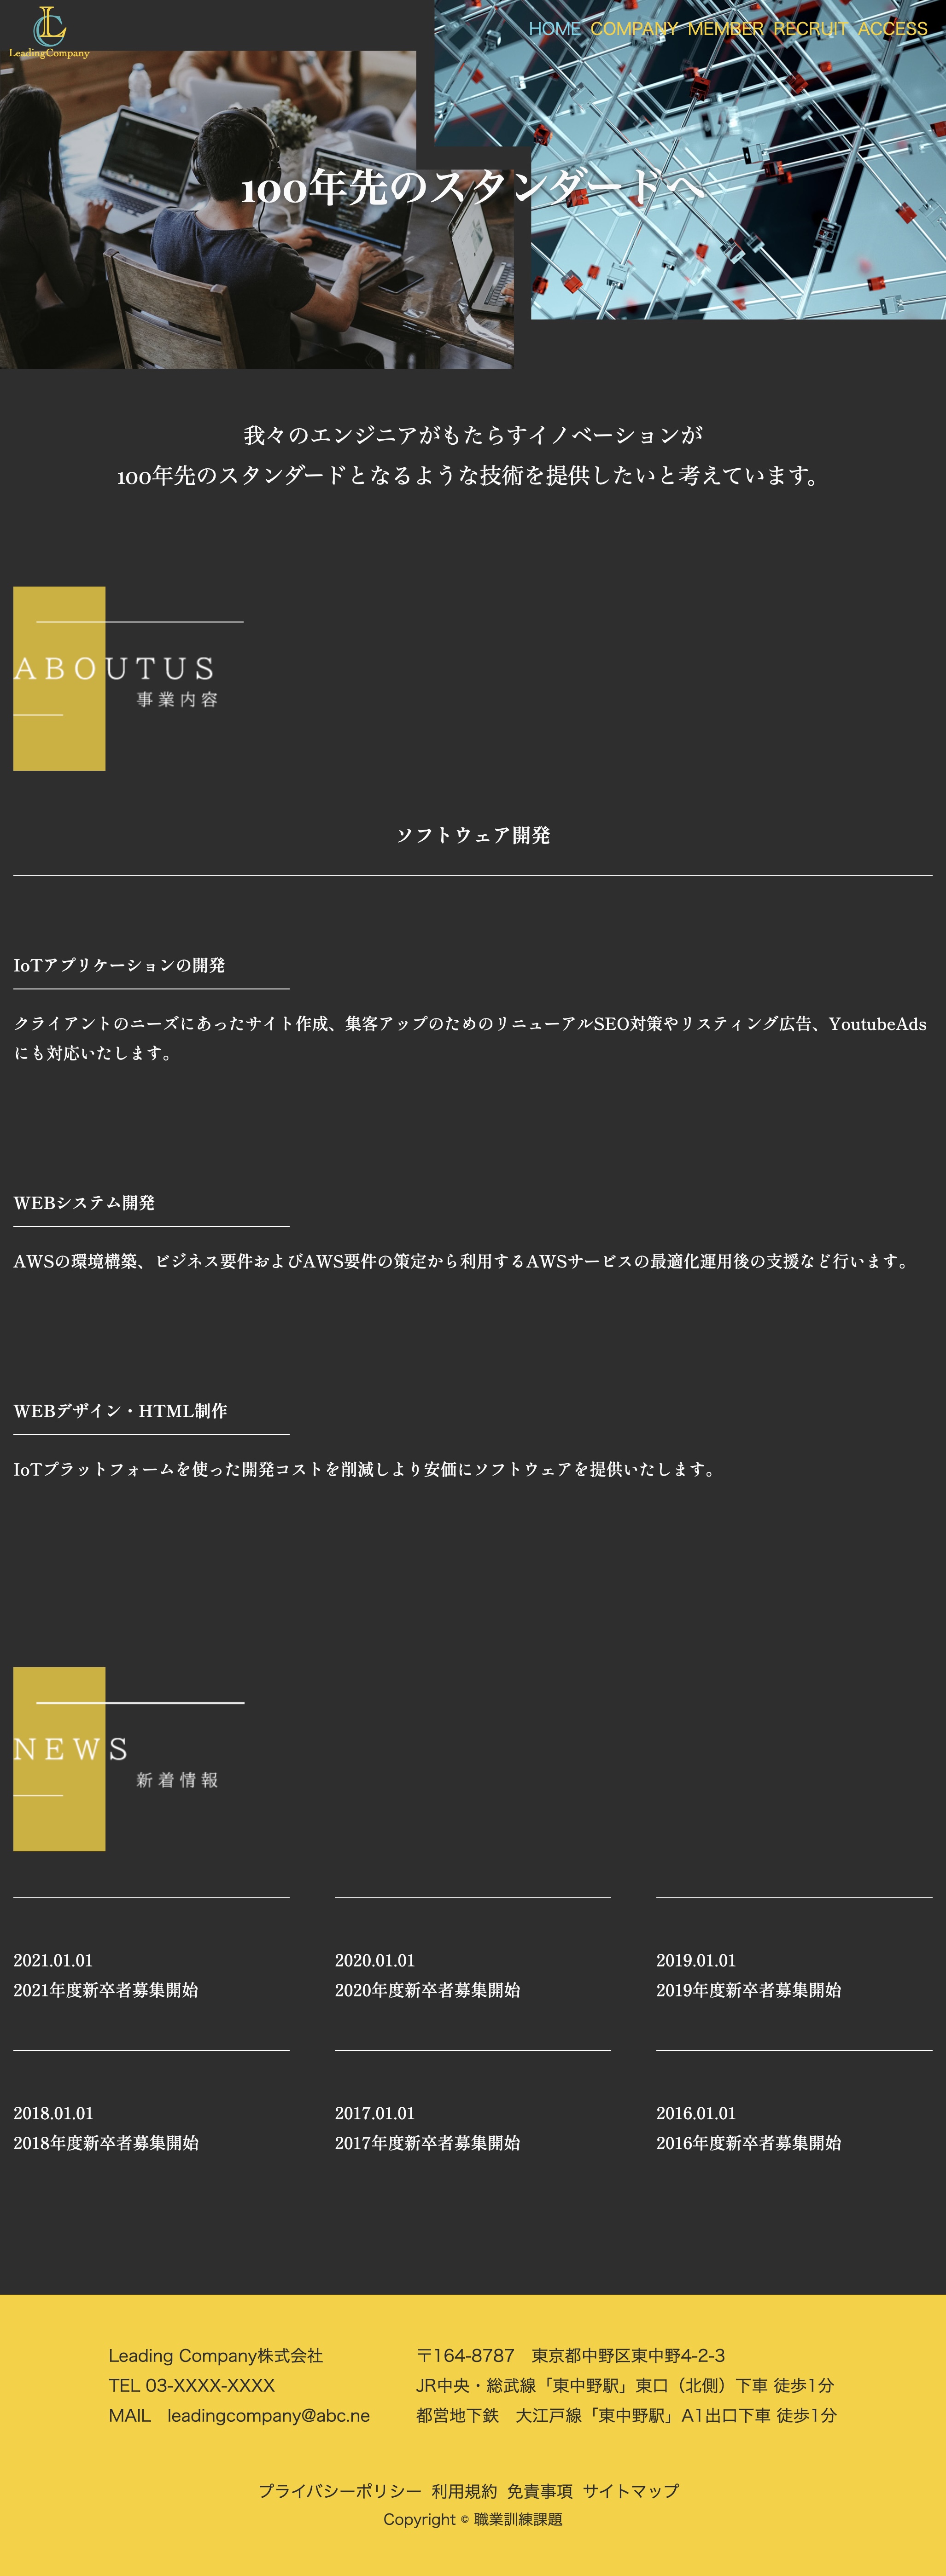 LC
LeadingCompany
HOME COMPANY MEMBER RECRUIT ACCESS
100年先のスタンダードへ
我々のエンジニアがもたらすイノベーションが
100年先のスタンダードとなるような技術を提供したいと考えています。
ABOUTUS
事業内容
ソフトウェア開発
IoTアプリケーションの開発
クライアントのニーズにあったサイト作成、集客アップのためのリニューアルSEO対策やリスティング広告、YoutubeAds
にも対応いたします。
WEBシステム開発
AWSの環境構築、ビジネス要件およびAWS要件の策定から利用するAWSサービスの最適化運用後の支援など行います。
WEBデザイン・HTML制作
IoTプラットフォームを使った開発コストを削減しより安価にソフトウェアを提供いたします。
NEWS
新着情報
2021.01.01
2021年度新卒者募集開始
2020.01.01
2020年度新卒者募集開始
2019.01.01
2019年度新卒者募集開始
2018.01.01
2018年度新卒者募集開始
2017.01.01
2017年度新卒者募集開始
2016.01.01
2016年度新卒者募集開始
Leading Company株式会社
TEL 03-XXXX-XXXX
MAIL　leadingcompany@abc.ne
〒164-8787　東京都中野区東中野4-2-3
JR中央・総武線「東中野駅」東口（北側）下車 徒歩1分
都営地下鉄　大江戸線「東中野駅」A1出口下車 徒歩1分
プライバシーポリシー 利用規約 免責事項 サイトマップ
Copyright © 職業訓練課題